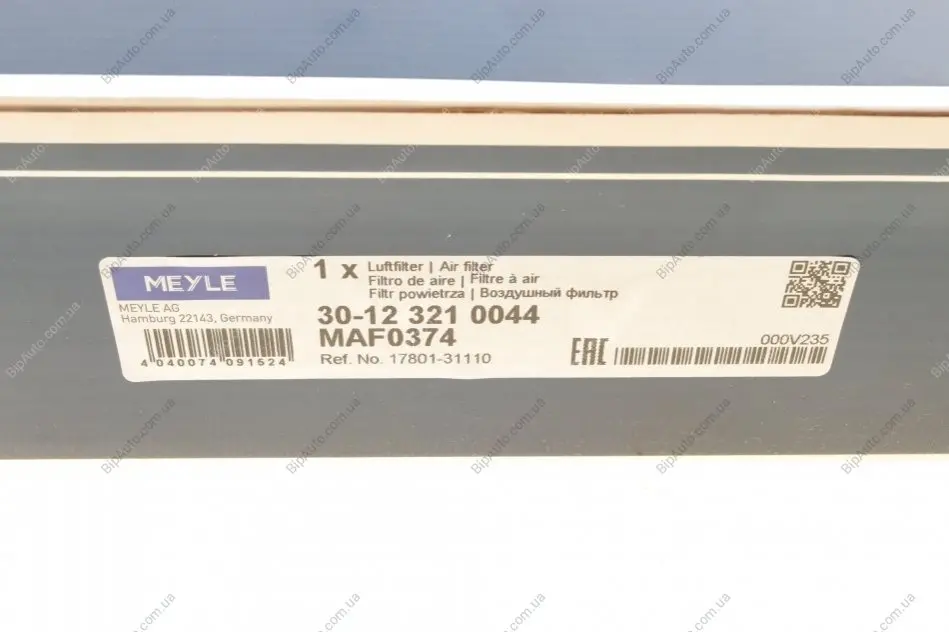 MEYLE
MEYLE AG
Hamburg 22143, Germany
4 040074 091524
1 x Luftfilter | Air filter
Filtro de aire | Filtre à air
Filtr powietrza | Воздушный фильтр
30-12 321 0044
MAF0374
Ref. No. 17801-31110
EAC
000V235
BipAuto.com.ua